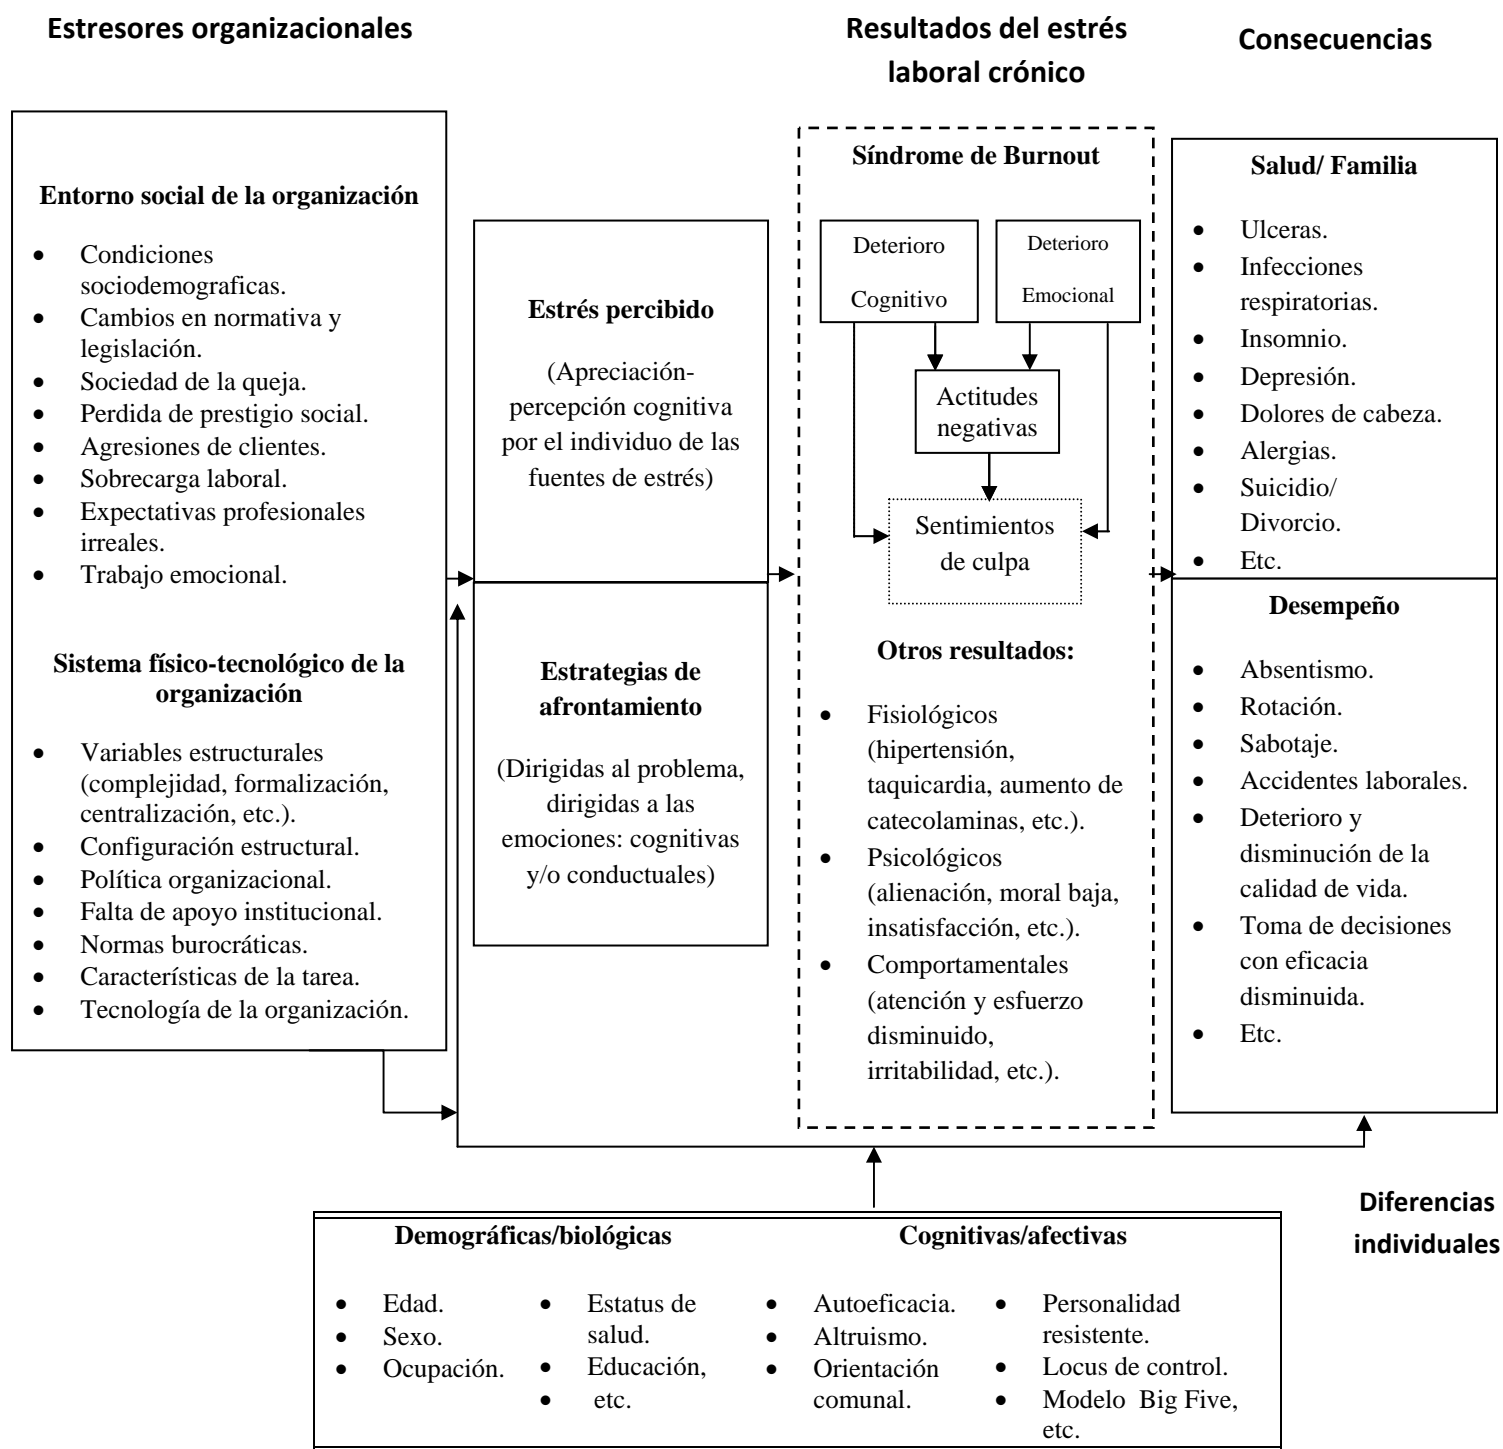 Estresores organizacionales
Resultados del estrés
laboral crónico
Consecuencias
Entorno social de la organización
• Condiciones
sociodemograficas.
• Cambios en normativa y
legislación.
• Sociedad de la queja.
• Perdida de prestigio social.
• Agresiones de clientes.
• Sobrecarga laboral.
• Expectativas profesionales
irreales.
• Trabajo emocional.
Sistema físico-tecnológico de la
organización
• Variables estructurales
(complejidad, formalización,
centralización, etc.).
• Configuración estructural.
• Política organizacional.
• Falta de apoyo institucional.
• Normas burocráticas.
• Características de la tarea.
• Tecnología de la organización.
Estrés percibido
(Apreciación-
percepción cognitiva
por el individuo de las
fuentes de estrés)
Estrategias de
afrontamiento
(Dirigidas al problema,
dirigidas a las
emociones: cognitivas
y/o conductuales)
Síndrome de Burnout
Deterioro
Cognitivo
Deterioro
Emocional
Actitudes
negativas
Sentimientos
de culpa
Otros resultados:
• Fisiológicos
(hipertensión,
taquicardia, aumento de
catecolaminas, etc.).
• Psicológicos
(alienación, moral baja,
insatisfacción, etc.).
• Comportamentales
(atención y esfuerzo
disminuido,
irritabilidad, etc.).
Salud/ Familia
• Ulceras.
• Infecciones
respiratorias.
• Insomnio.
• Depresión.
• Dolores de cabeza.
• Alergias.
• Suicidio/
Divorcio.
• Etc.
Desempeño
• Absentismo.
• Rotación.
• Sabotaje.
• Accidentes laborales.
• Deterioro y
disminución de la
calidad de vida.
• Toma de decisiones
con eficacia
disminuida.
• Etc.
Diferencias
individuales
Demográficas/biológicas
• Edad.
• Sexo.
• Ocupación.
• Estatus de
salud.
• Educación,
• etc.
Cognitivas/afectivas
• Autoeficacia.
• Altruismo.
• Orientación
comunal.
• Personalidad
resistente.
• Locus de control.
• Modelo Big Five,
etc.